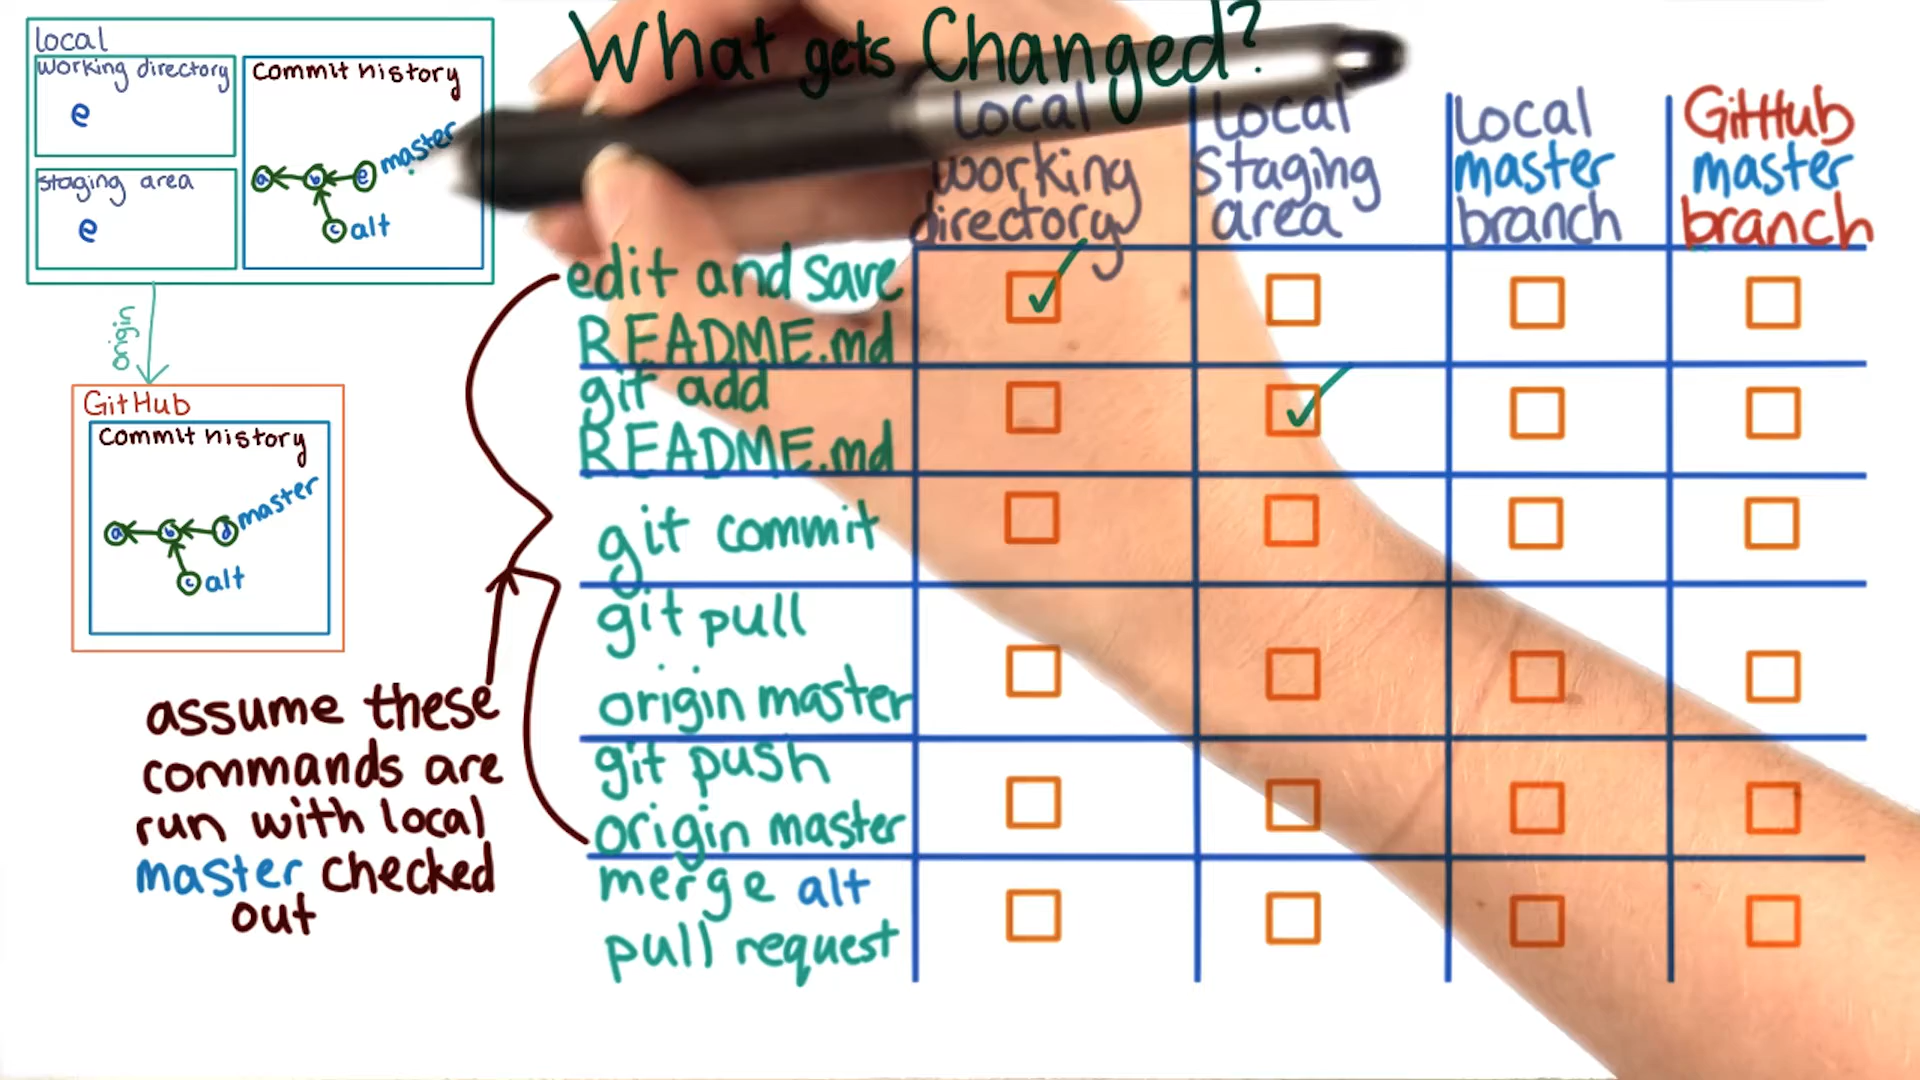 What gets Changed?
local
working directory
e
staging area
e
Commit history
a b e master
c alt
origin
GitHub
Commit history
a b d master
c alt
assume these
commands are
run with local
master checked
out
local
working
directory
local
staging
area
local
master
branch
GitHub
master
branch
edit and save
README.md
git add
README.md
git commit
git pull
origin master
git push
origin master
merge alt
pull request